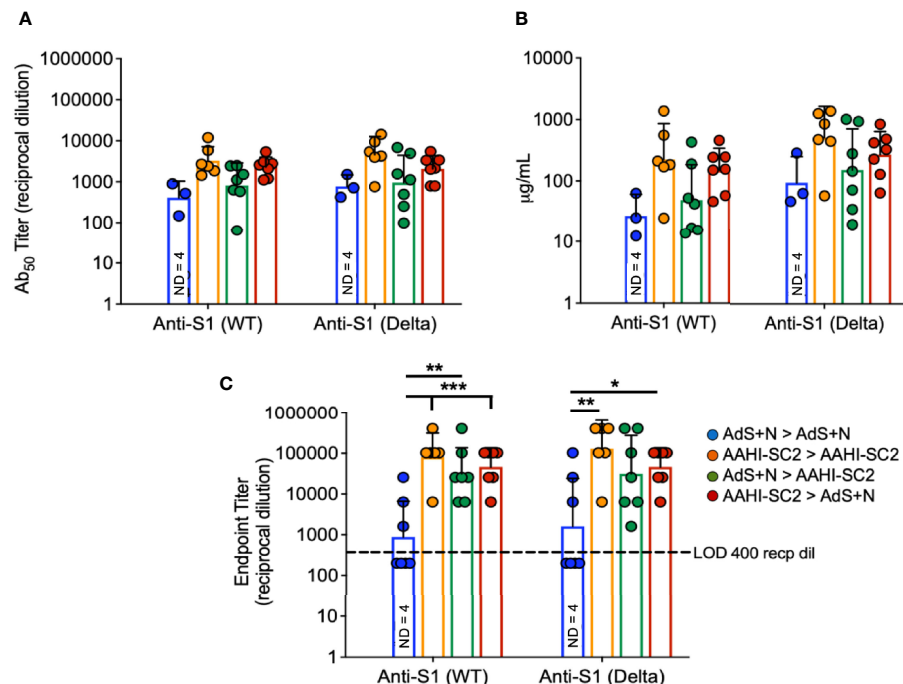 A
Ab50 Titer (reciprocal dilution)
1000000
100000
10000
1000
100
10
1
ND = 4
ND = 4
Anti-S1 (WT)
Anti-S1 (Delta)
B
µg/mL
10000
1000
100
10
1
Anti-S1 (WT)
Anti-S1 (Delta)
ND = 4
ND = 4
C
Endpoint Titer
(reciprocal dilution)
1000000
100000
10000
1000
100
10
1
**
***
*
**
ND = 4
ND = 4
LOD 400 recp dil
Anti-S1 (WT)
Anti-S1 (Delta)
AdS+N > AdS+N
AAHI-SC2 > AAHI-SC2
AdS+N > AAHI-SC2
AAHI-SC2 > AdS+N